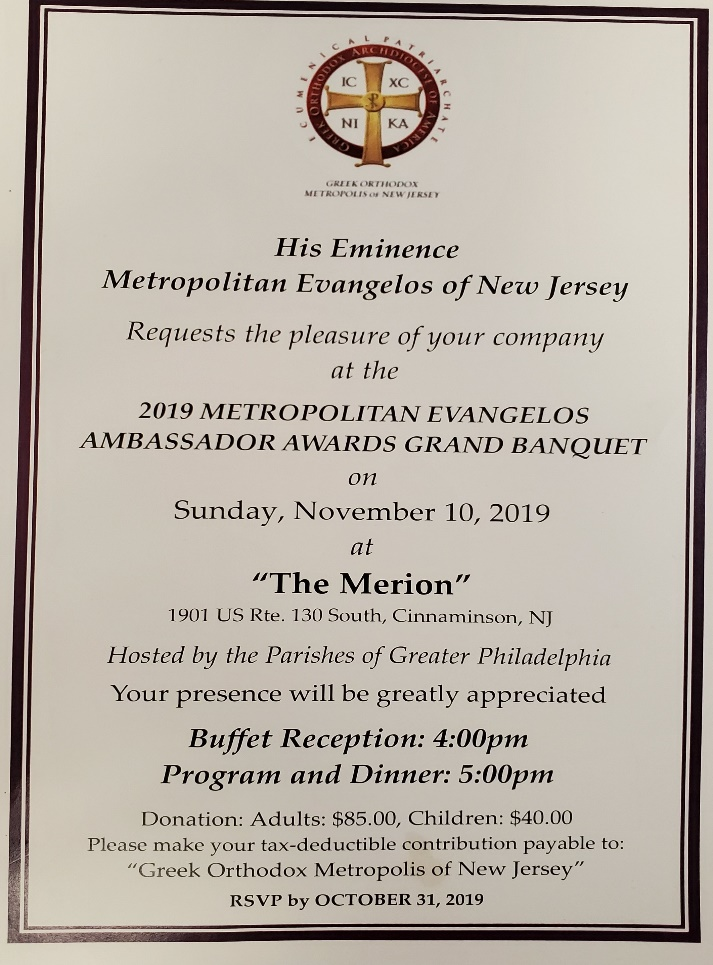 ECUMENICAL PATRIARCHATE
GREEK ORTHODOX ARCHDIOCESE OF AMERICA
IC XC
NI KA
GREEK ORTHODOX
METROPOLIS of NEW JERSEY
His Eminence
Metropolitan Evangelos of New Jersey
Requests the pleasure of your company
at the
2019 METROPOLITAN EVANGELOS
AMBASSADOR AWARDS GRAND BANQUET
on
Sunday, November 10, 2019
at
“The Merion”
1901 US Rte. 130 South, Cinnaminson, NJ
Hosted by the Parishes of Greater Philadelphia
Your presence will be greatly appreciated
Buffet Reception: 4:00pm
Program and Dinner: 5:00pm
Donation: Adults: $85.00, Children: $40.00
Please make your tax-deductible contribution payable to:
“Greek Orthodox Metropolis of New Jersey”
RSVP by OCTOBER 31, 2019